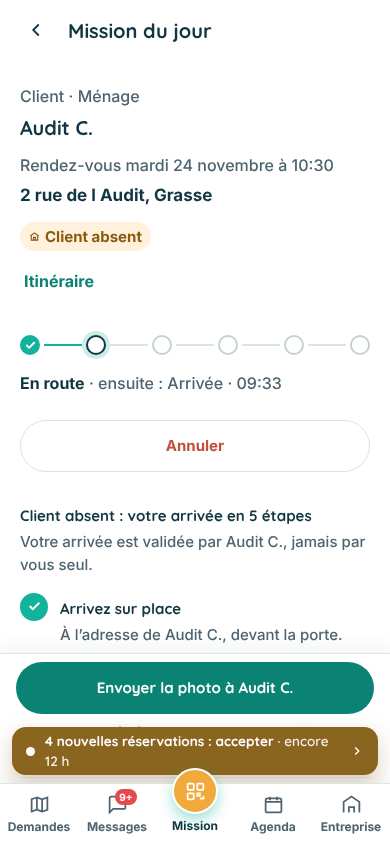 Mission du jour
Client · Ménage
Audit C.
Rendez-vous mardi 24 novembre à 10:30
2 rue de l Audit, Grasse
Client absent
Itinéraire
En route · ensuite : Arrivée · 09:33
Annuler
Client absent : votre arrivée en 5 étapes
Votre arrivée est validée par Audit C., jamais par
vous seul.
Arrivez sur place
À l’adresse de Audit C., devant la porte.
Envoyer la photo à Audit C.
4 nouvelles réservations : accepter · encore
12 h
9+
Demandes Messages Mission Agenda Entreprise